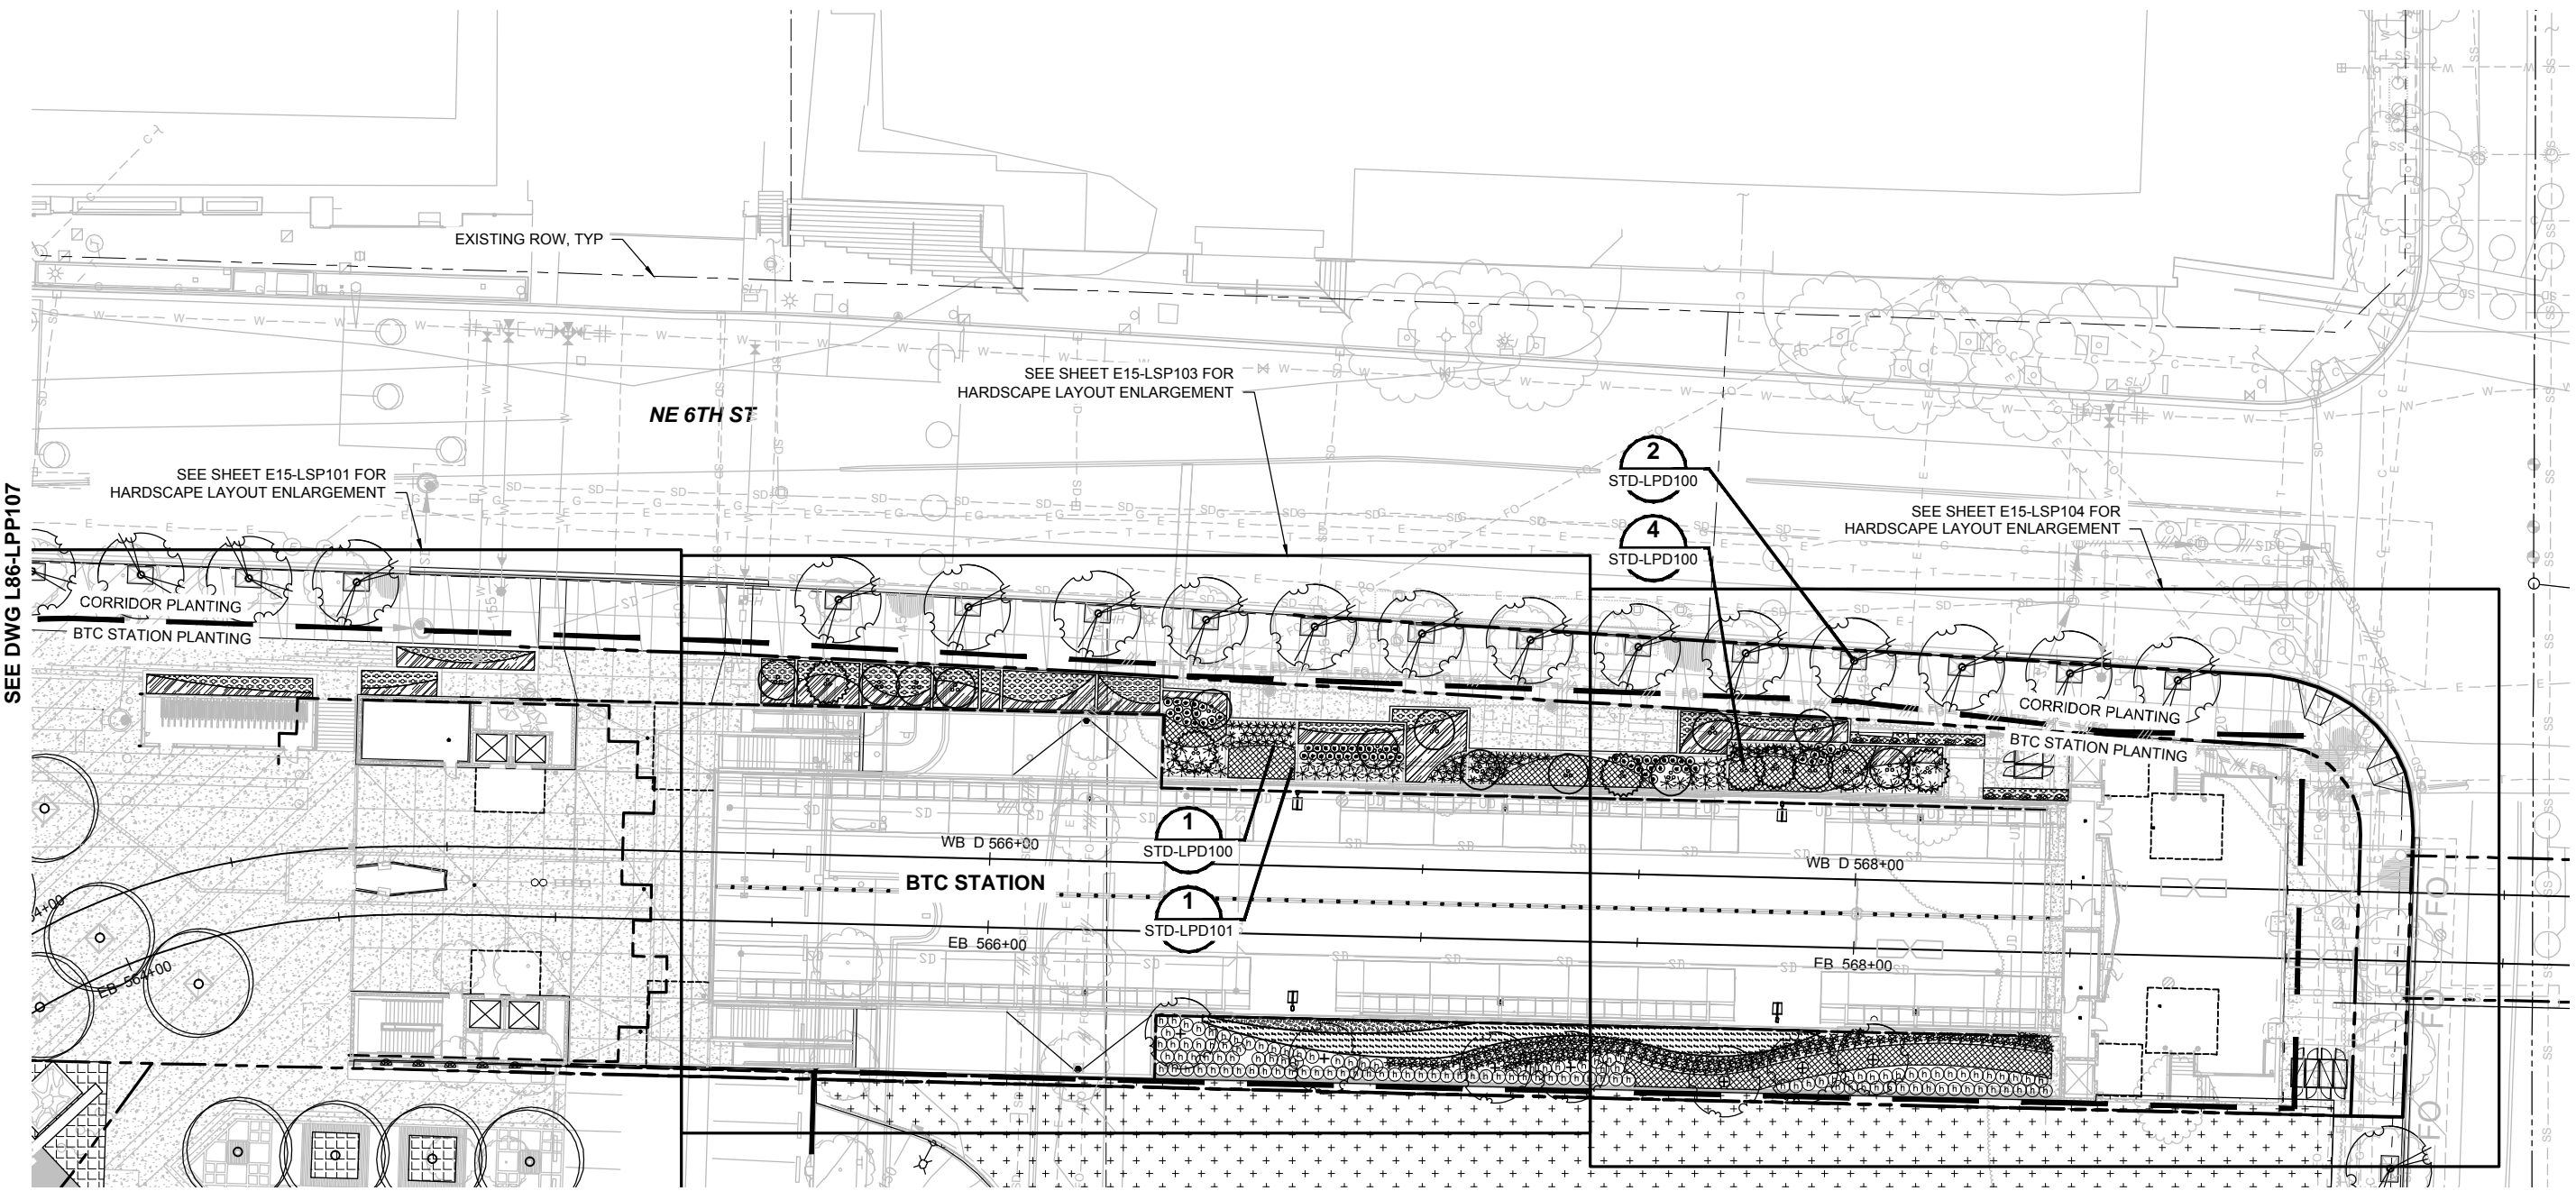 EXISTING ROW, TYP
SEE SHEET E15-LSP103 FOR
HARDSCAPE LAYOUT ENLARGEMENT
NE 6TH ST
SEE SHEET E15-LSP101 FOR
HARDSCAPE LAYOUT ENLARGEMENT
2
STD-LPD100
4
STD-LPD100
SEE SHEET E15-LSP104 FOR
HARDSCAPE LAYOUT ENLARGEMENT
SEE DWG L86-LPP107
CORRIDOR PLANTING
BTC STATION PLANTING
CORRIDOR PLANTING
BTC STATION PLANTING
1
STD-LPD100
WB D 566+00
WB D 568+00
BTC STATION
1
STD-LPD101
EB 566+00
EB 568+00
EB 564+00